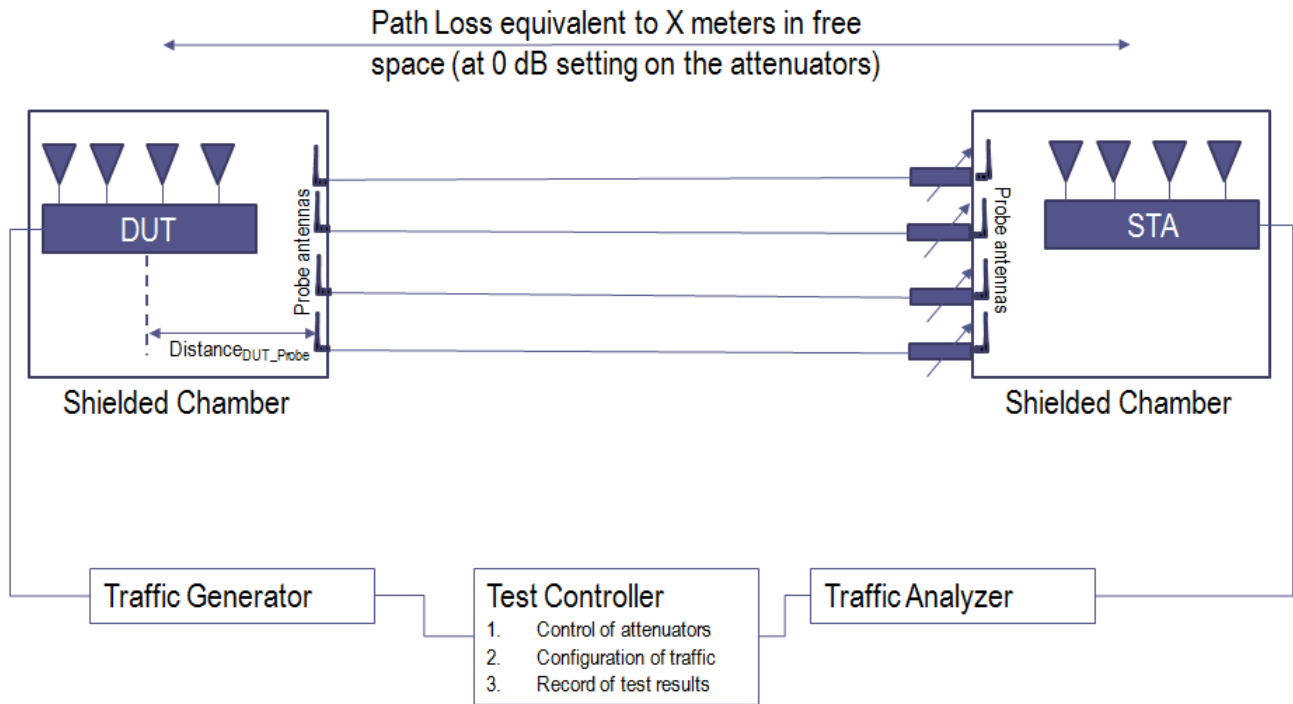 Path Loss equivalent to X meters in free
space (at 0 dB setting on the attenuators)
DUT
Probe antennas
Distance_DUT_Probe
Shielded Chamber
Probe antennas
STA
Shielded Chamber
Traffic Generator
Test Controller
1. Control of attenuators
2. Configuration of traffic
3. Record of test results
Traffic Analyzer